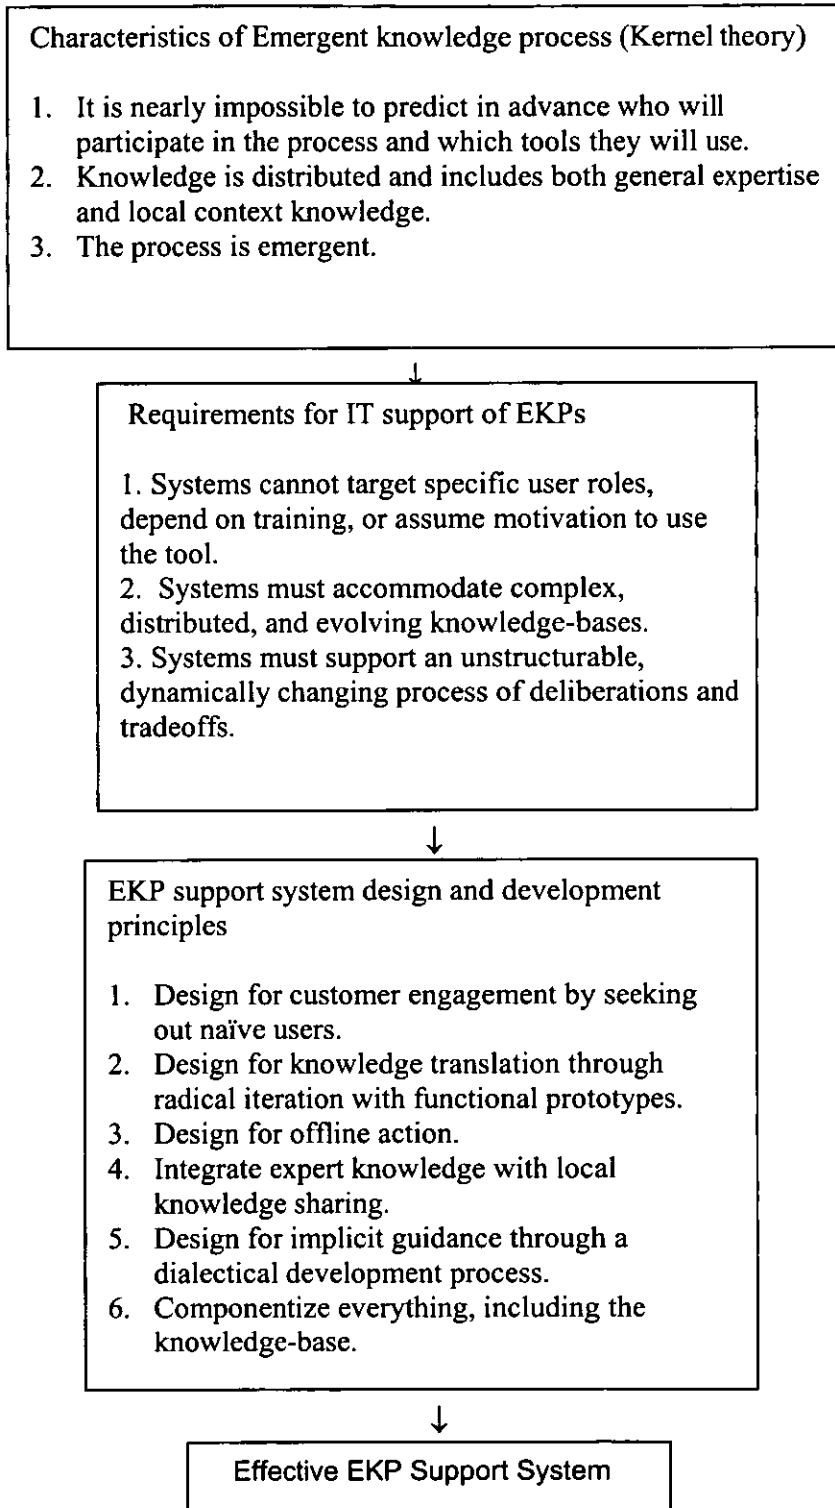 Characteristics of Emergent knowledge process (Kernel theory)
1. It is nearly impossible to predict in advance who will
participate in the process and which tools they will use.
2. Knowledge is distributed and includes both general expertise
and local context knowledge.
3. The process is emergent.
Requirements for IT support of EKPs
1. Systems cannot target specific user roles,
depend on training, or assume motivation to use
the tool.
2. Systems must accommodate complex,
distributed, and evolving knowledge-bases.
3. Systems must support an unstructurable,
dynamically changing process of deliberations and
tradeoffs.
EKP support system design and development
principles
1. Design for customer engagement by seeking
out naïve users.
2. Design for knowledge translation through
radical iteration with functional prototypes.
3. Design for offline action.
4. Integrate expert knowledge with local
knowledge sharing.
5. Design for implicit guidance through a
dialectical development process.
6. Componentize everything, including the
knowledge-base.
Effective EKP Support System